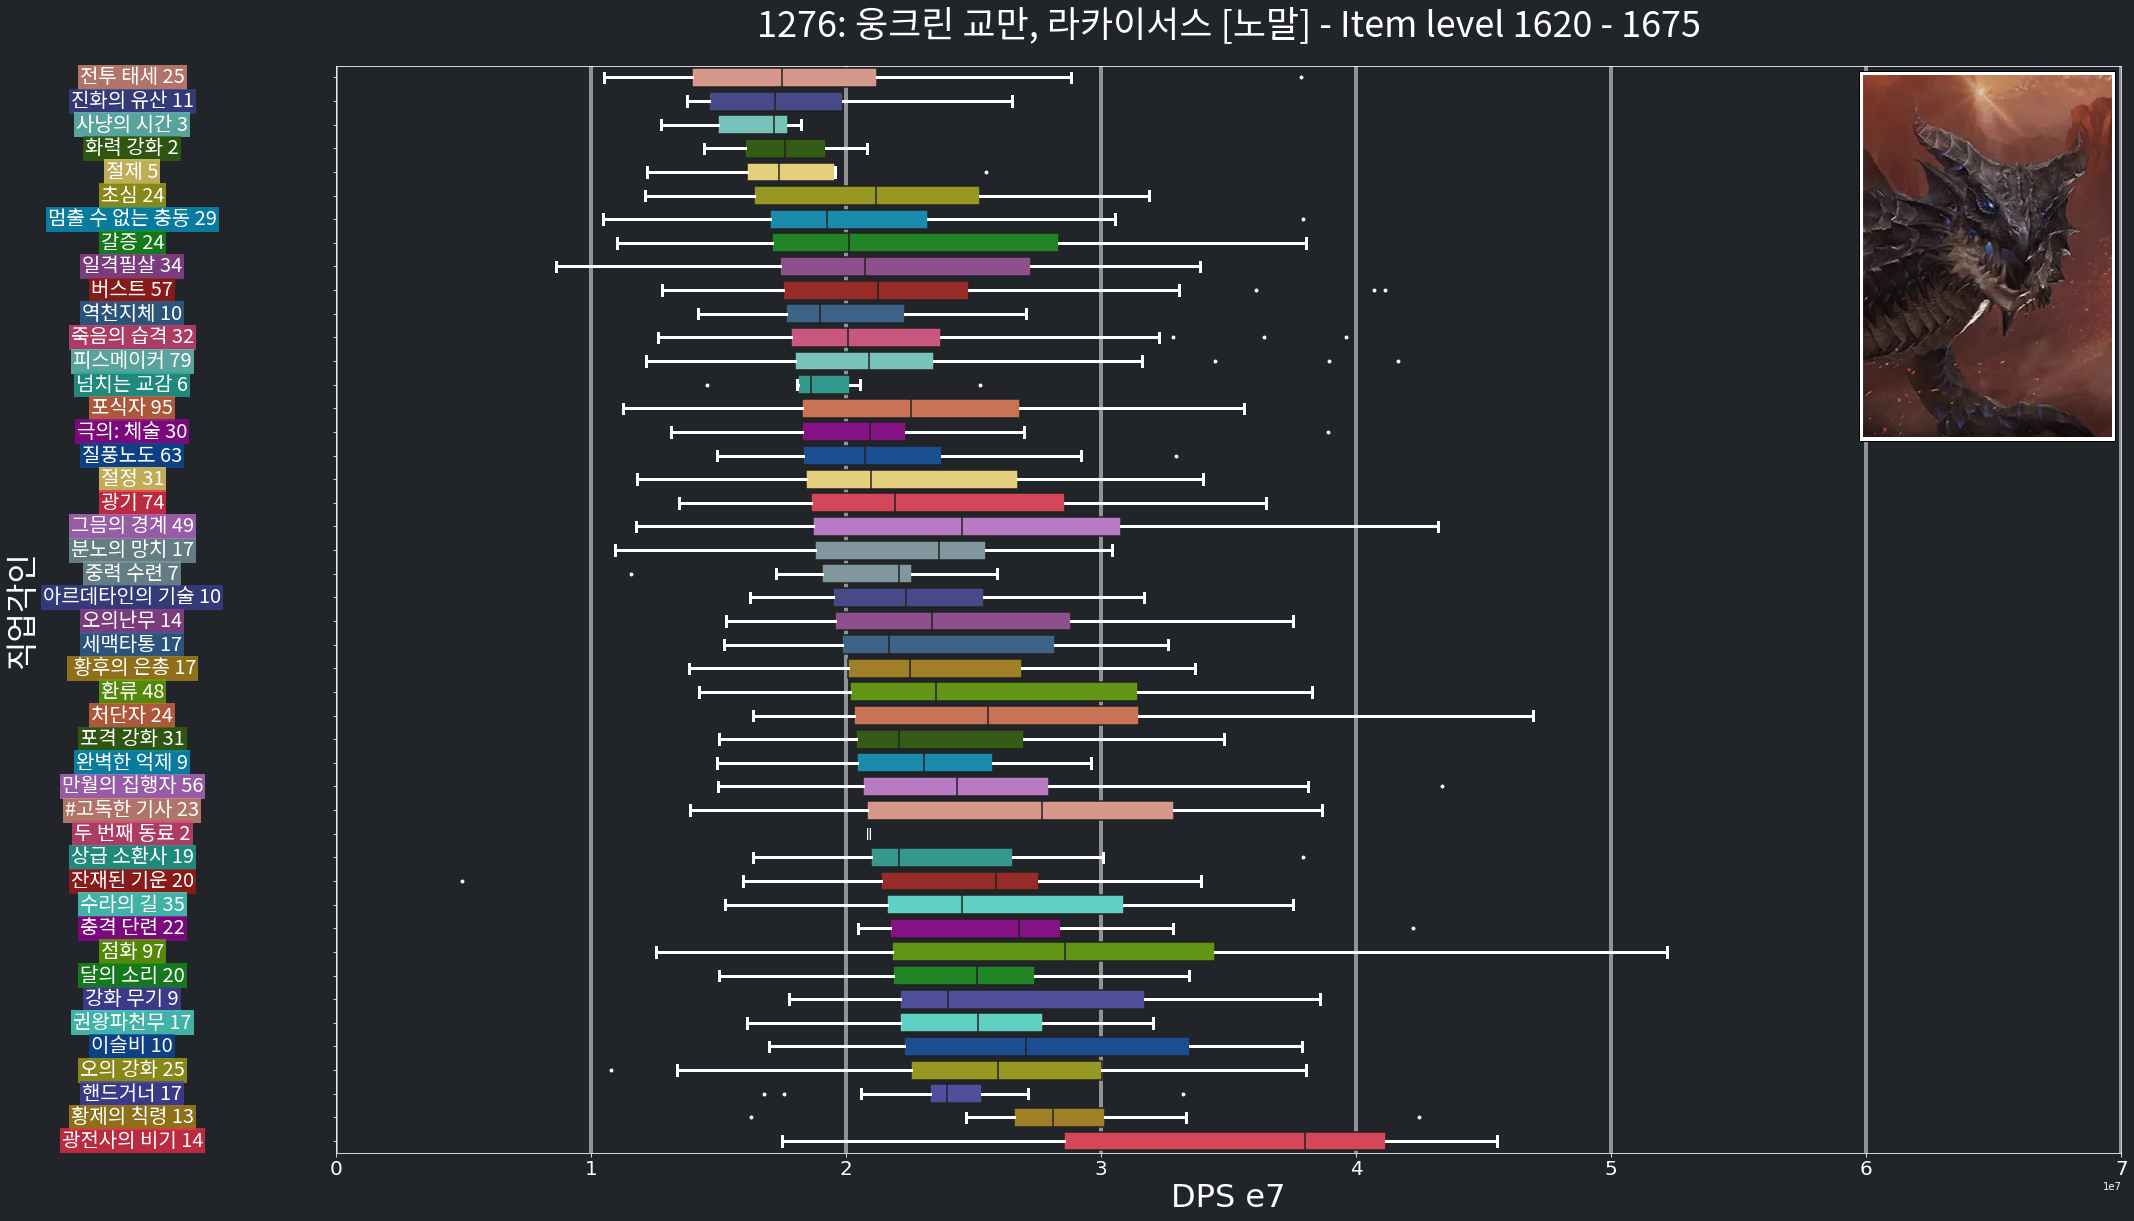 1276: 웅크린 교만, 라카이서스 [노말] - Item level 1620 - 1675
전투 태세 25
진화의 유산 11
사냥의 시간 3
화력 강화 2
절제 5
초심 24
멈출 수 없는 충동 29
갈증 24
일격필살 34
버스트 57
역천지체 10
죽음의 습격 32
피스메이커 79
넘치는 교감 6
포식자 95
극의: 체술 30
질풍노도 63
절정 31
광기 74
그믐의 경계 49
분노의 망치 17
중력 수련 7
아르데타인의 기술 10
오의난무 14
세맥타통 17
황후의 은총 17
환류 48
처단자 24
포격 강화 31
완벽한 억제 9
만월의 집행자 56
#고독한 기사 23
두 번째 동료 2
상급 소환사 19
잔재된 기운 20
수라의 길 35
충격 단련 22
점화 97
달의 소리 20
강화 무기 9
권왕파천무 17
이슬비 10
오의 강화 25
핸드거너 17
황제의 칙령 13
광전사의 비기 14
직업각인
0 1 2 3 4 5 6 7
1e7
DPS e7